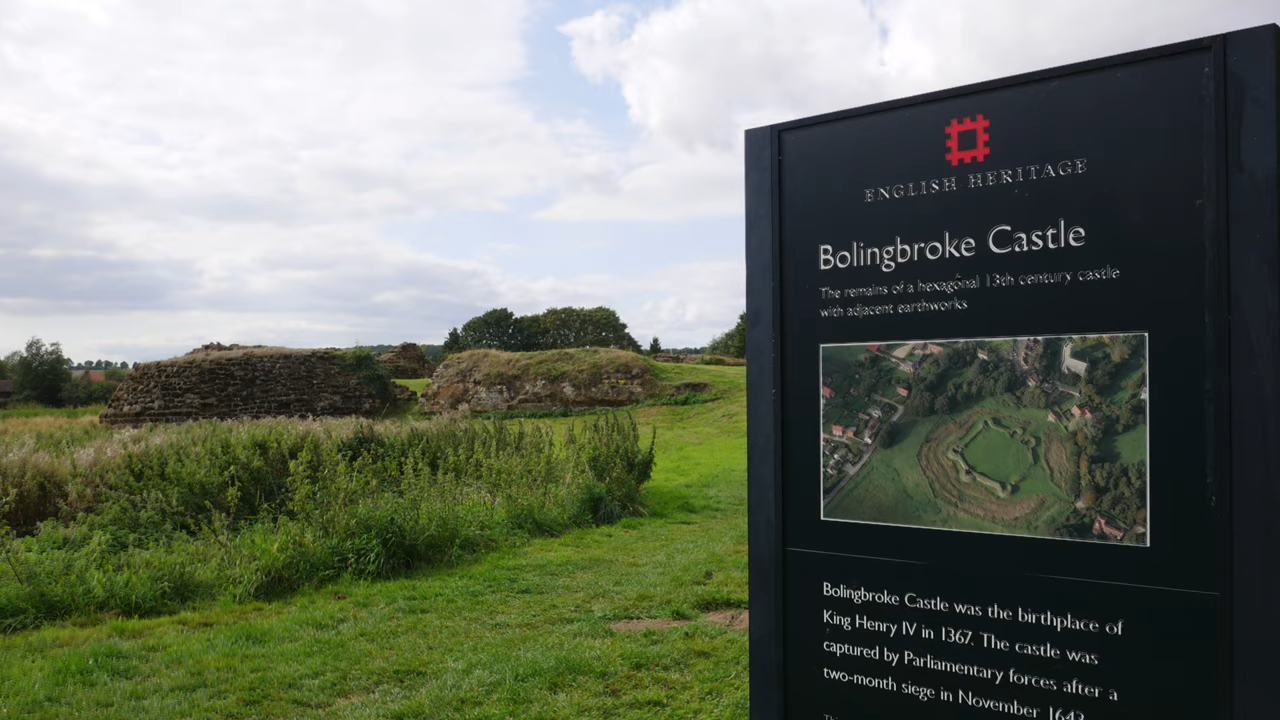 ENGLISH HERITAGE
Bolingbroke Castle
The remains of a hexagonal 13th century castle
with adjacent earthworks
Bolingbroke Castle was the birthplace of
King Henry IV in 1367. The castle was
captured by Parliamentary forces after a
two-month siege in November 1643.